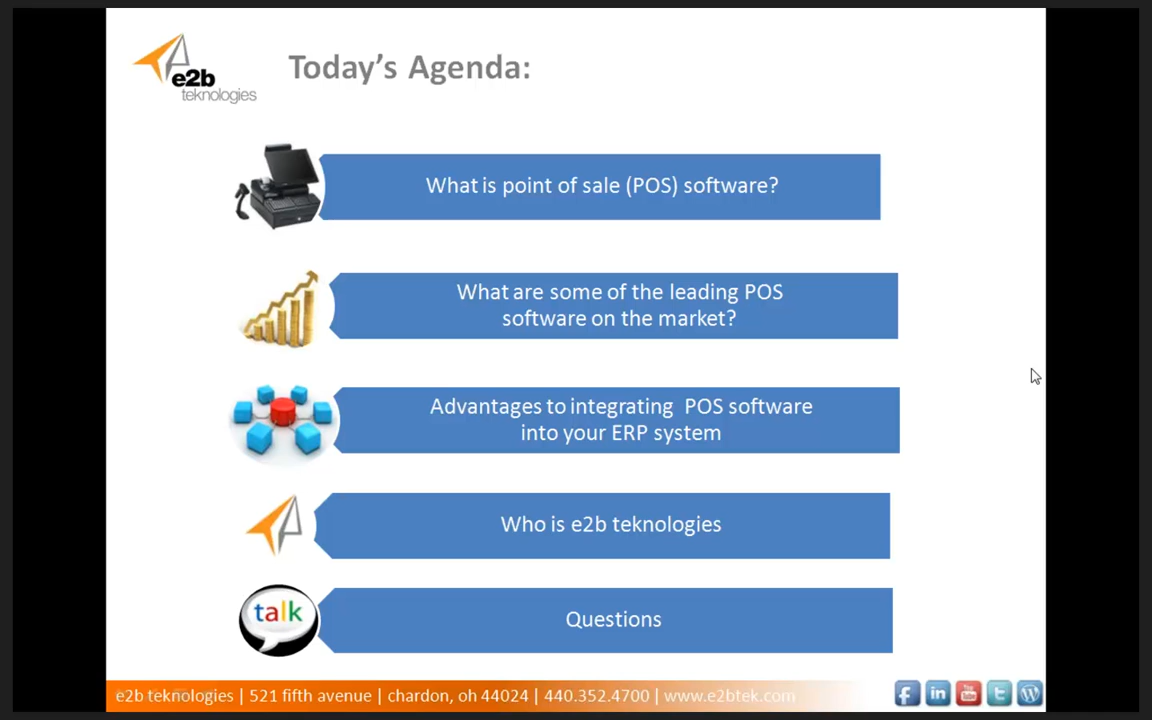 e2b
teknologies
Today's Agenda:
What is point of sale (POS) software?
What are some of the leading POS
software on the market?
Advantages to integrating  POS software
into your ERP system
Who is e2b teknologies
talk
Questions
e2b teknologies | 521 fifth avenue | chardon, oh 44024 | 440.352.4700 | www.e2btek.com